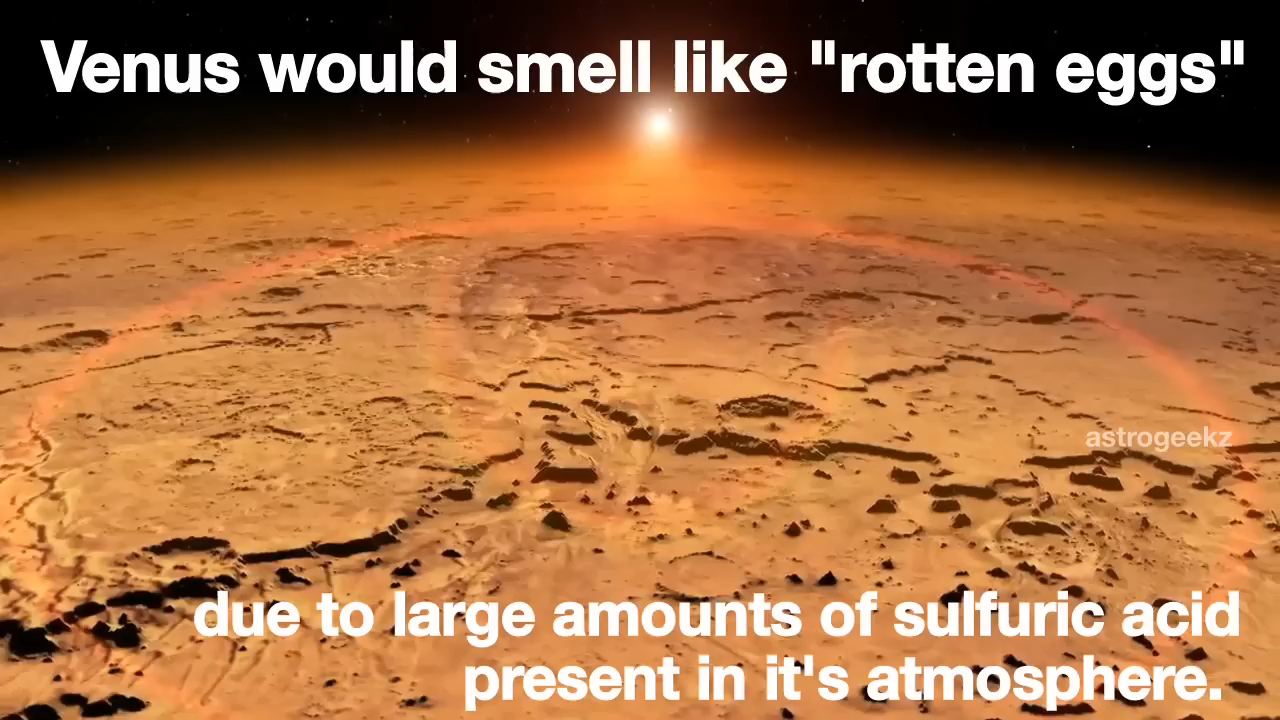 Venus would smell like "rotten eggs"
astrogeekz
due to large amounts of sulfuric acid
present in it's atmosphere.